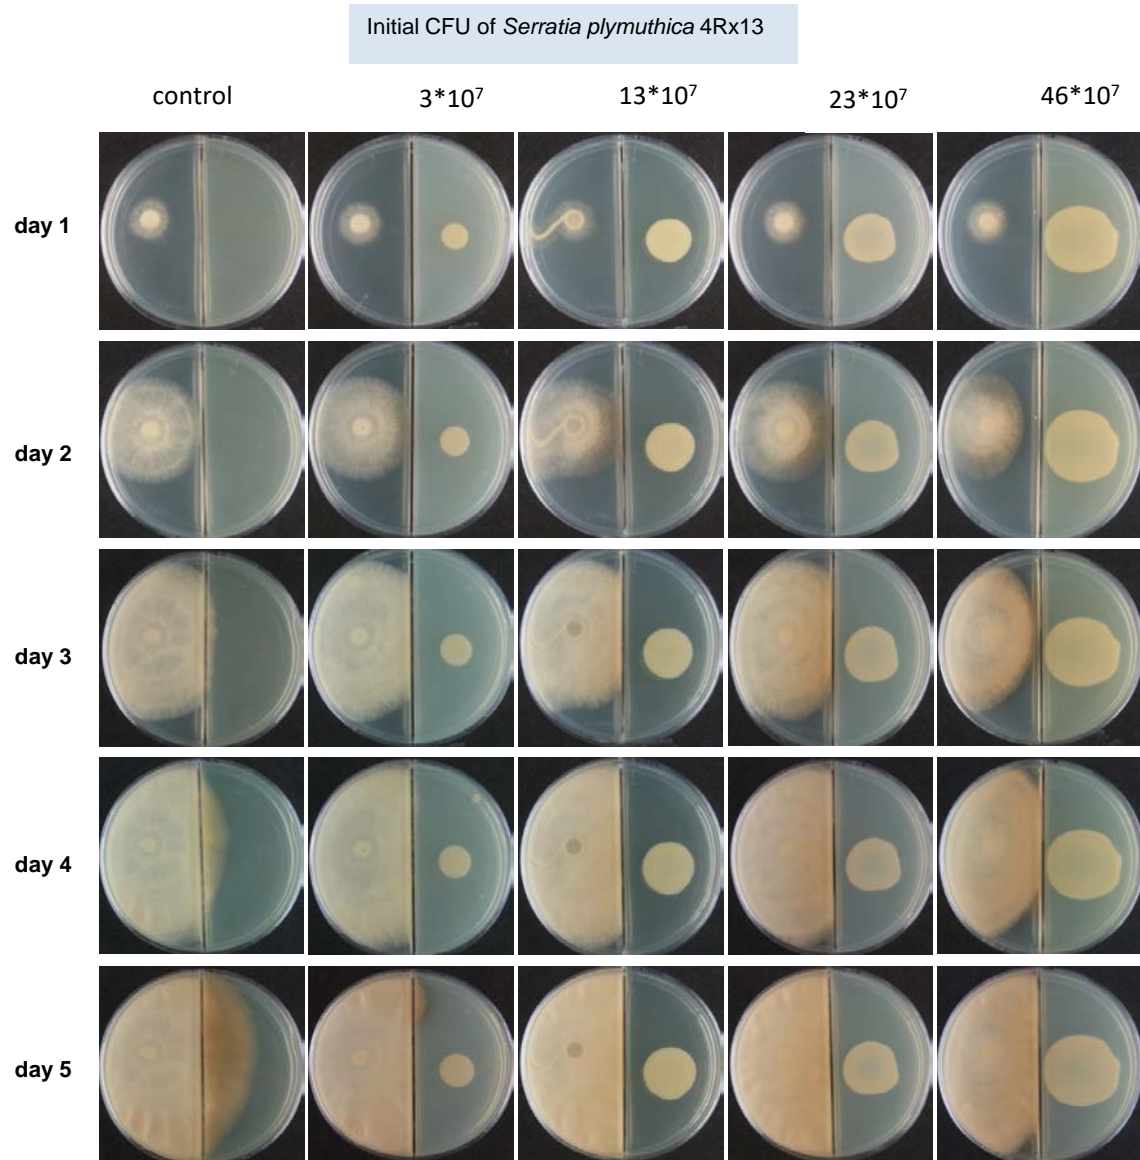 Initial CFU of Serratia plymuthica 4Rx13
control 3*10⁷ 13*10⁷ 23*10⁷ 46*10⁷
day 1
day 2
day 3
day 4
day 5